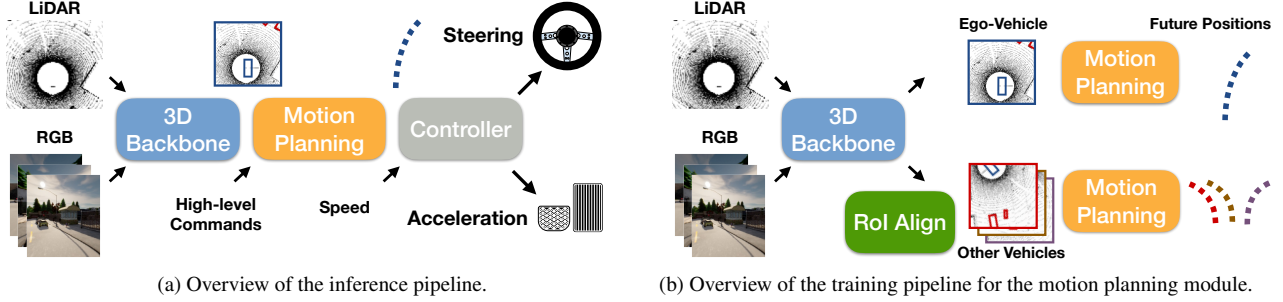 LiDAR
RGB
3D
Backbone
Motion
Planning
Controller
Steering
High-level
Commands
Speed
Acceleration
(a) Overview of the inference pipeline.
LiDAR
RGB
3D
Backbone
Ego-Vehicle
Motion
Planning
Future Positions
RoI Align
Other Vehicles
Motion
Planning
(b) Overview of the training pipeline for the motion planning module.